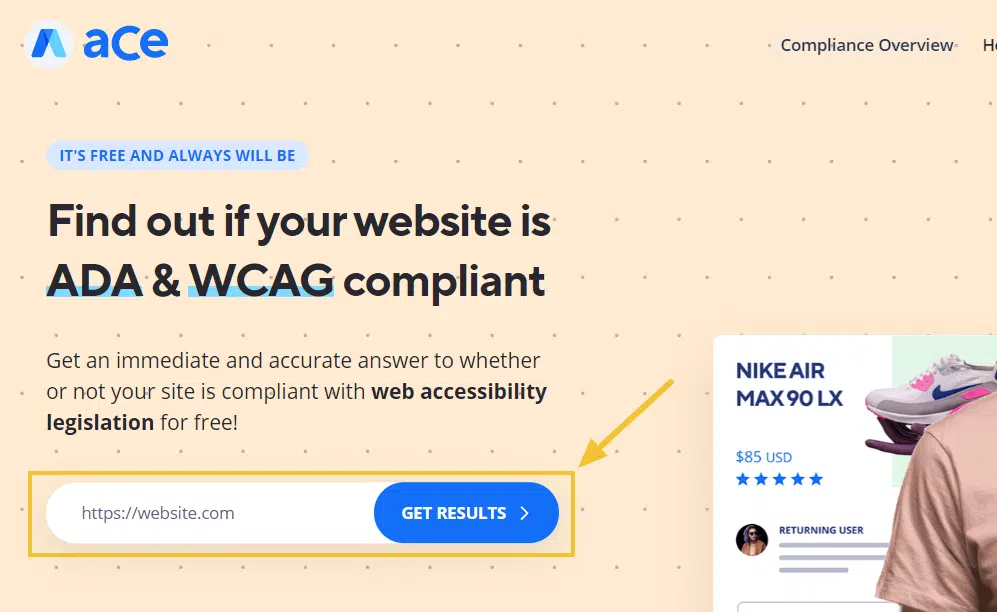 aCe
Compliance Overview
IT'S FREE AND ALWAYS WILL BE
Find out if your website is
ADA & WCAG compliant
Get an immediate and accurate answer to whether
or not your site is compliant with web accessibility
legislation for free!
https://website.com
GET RESULTS
NIKE AIR
MAX 90 LX
$85 USD
RETURNING USER